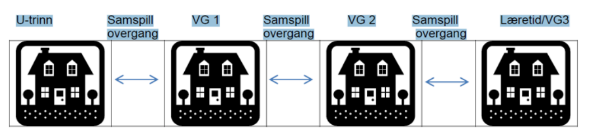 U-trinn Samspill VG 1 Samspill VG 2 Samspill Læretid/VG3
overgang overgang overgang